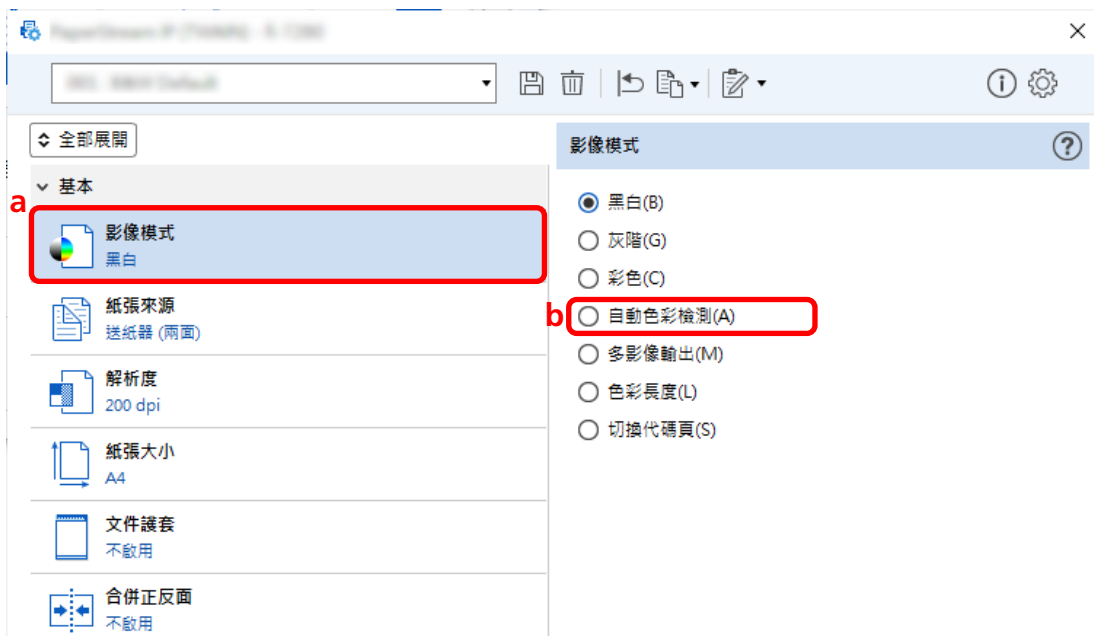 全部展開
基本
a
影像模式
黑白
紙張來源
送紙器 (兩面)
解析度
200 dpi
紙張大小
A4
文件護套
不啟用
合併正反面
不啟用
影像模式
黑白(B)
灰階(G)
彩色(C)
b
自動色彩檢測(A)
多影像輸出(M)
色彩長度(L)
切換代碼頁(S)